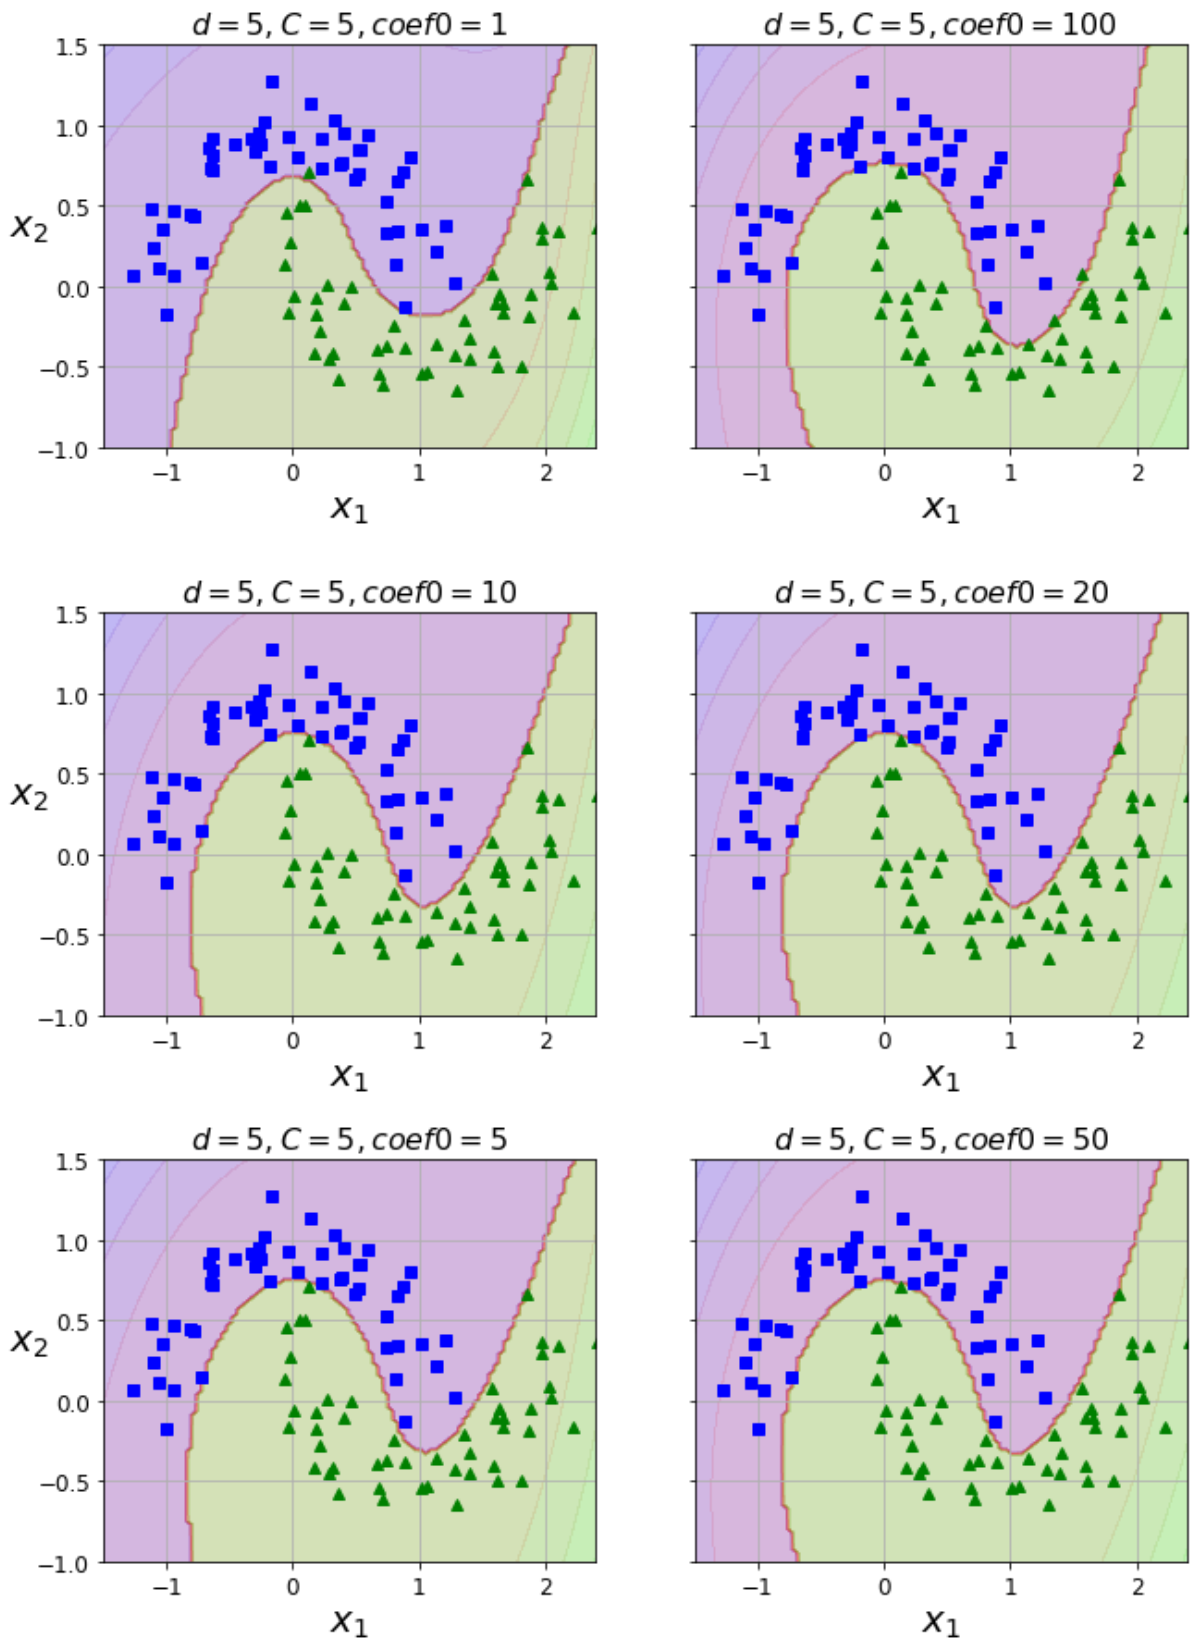 d = 5, C = 5, coef0 = 1
1.5
1.0
0.5
0.0
−0.5
−1.0
x2
−1 0 1 2
x1
d = 5, C = 5, coef0 = 100
−1 0 1 2
x1
d = 5, C = 5, coef0 = 10
1.5
1.0
0.5
0.0
−0.5
−1.0
x2
−1 0 1 2
x1
d = 5, C = 5, coef0 = 20
−1 0 1 2
x1
d = 5, C = 5, coef0 = 5
1.5
1.0
0.5
0.0
−0.5
−1.0
x2
−1 0 1 2
x1
d = 5, C = 5, coef0 = 50
−1 0 1 2
x1